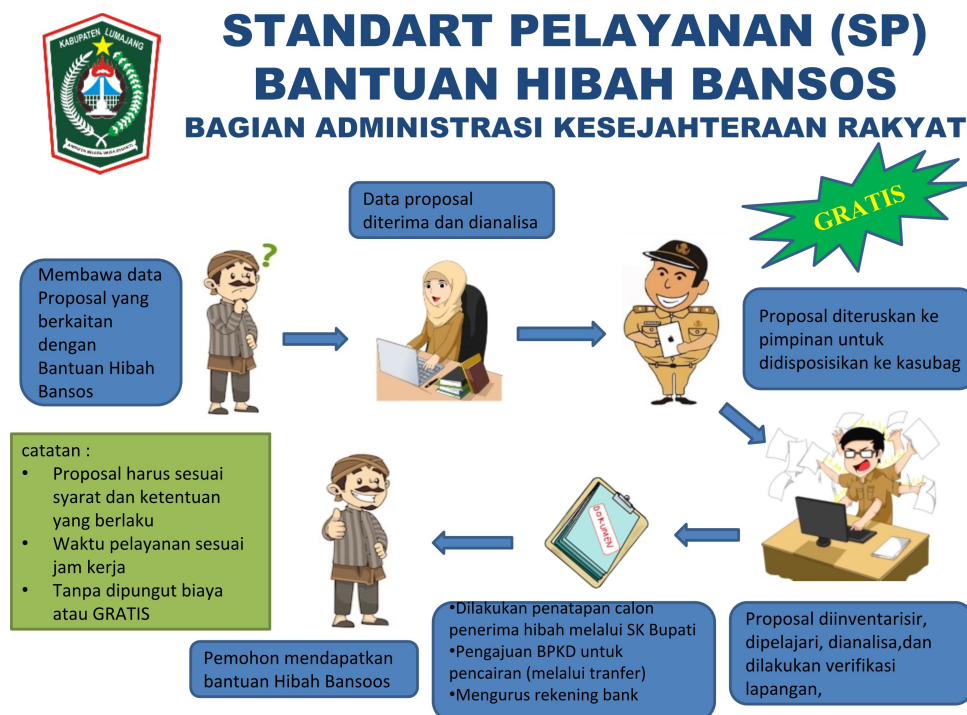 KABUPATEN LUMAJANG
STANDART PELAYANAN (SP)
BANTUAN HIBAH BANSOS
BAGIAN ADMINISTRASI KESEJAHTERAAN RAKYAT
GRATIS
Data proposal
diterima dan dianalisa
Membawa data
Proposal yang
berkaitan
dengan
Bantuan Hibah
Bansos
?
Proposal diteruskan ke
pimpinan untuk
didisposisikan ke kasubag
catatan :
• Proposal harus sesuai
syarat dan ketentuan
yang berlaku
• Waktu pelayanan sesuai
jam kerja
• Tanpa dipungut biaya
atau GRATIS
DOKUMEN
Pemohon mendapatkan
bantuan Hibah Bansoos
•Dilakukan penatapan calon
penerima hibah melalui SK Bupati
•Pengajuan BPKD untuk
pencairan (melalui tranfer)
•Mengurus rekening bank
Proposal diinventarisir,
dipelajari, dianalisa,dan
dilakukan verifikasi
lapangan,